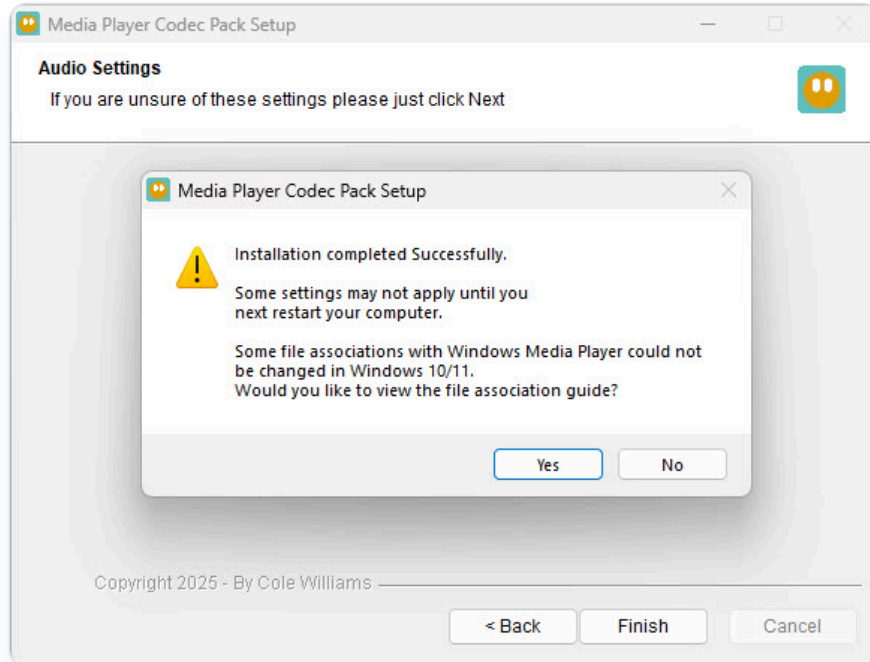 Media Player Codec Pack Setup
Audio Settings
If you are unsure of these settings please just click Next
Media Player Codec Pack Setup
Installation completed Successfully.
Some settings may not apply until you
next restart your computer.
Some file associations with Windows Media Player could not
be changed in Windows 10/11.
Would you like to view the file association guide?
Yes No
Copyright 2025 - By Cole Williams
< Back Finish Cancel